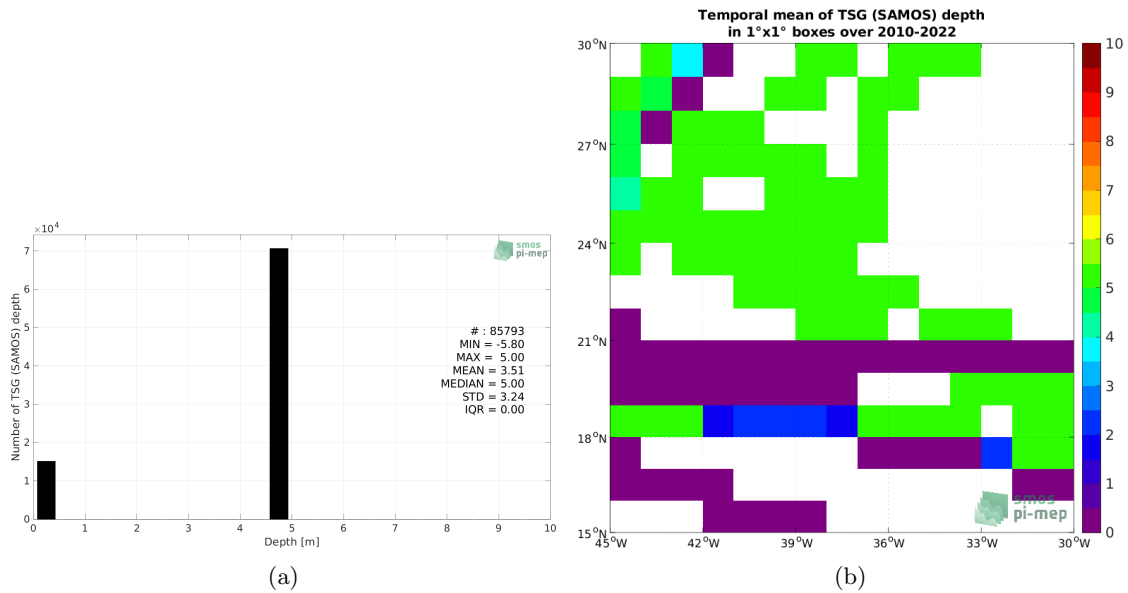 Temporal mean of TSG (SAMOS) depth
in 1°x1° boxes over 2010-2022
×10⁴
Number of TSG (SAMOS) depth
7
6
5
4
3
2
1
0
smos
pi-mep
# : 85793
MIN = -5.80
MAX = 5.00
MEAN = 3.51
MEDIAN = 5.00
STD = 3.24
IQR = 0.00
0 1 2 3 4 5 6 7 8 9 10
Depth [m]
(a)
30°N
27°N
24°N
21°N
18°N
15°N
45°W 42°W 39°W 36°W 33°W 30°W
smos
pi-mep
10
9
8
7
6
5
4
3
2
1
0
(b)